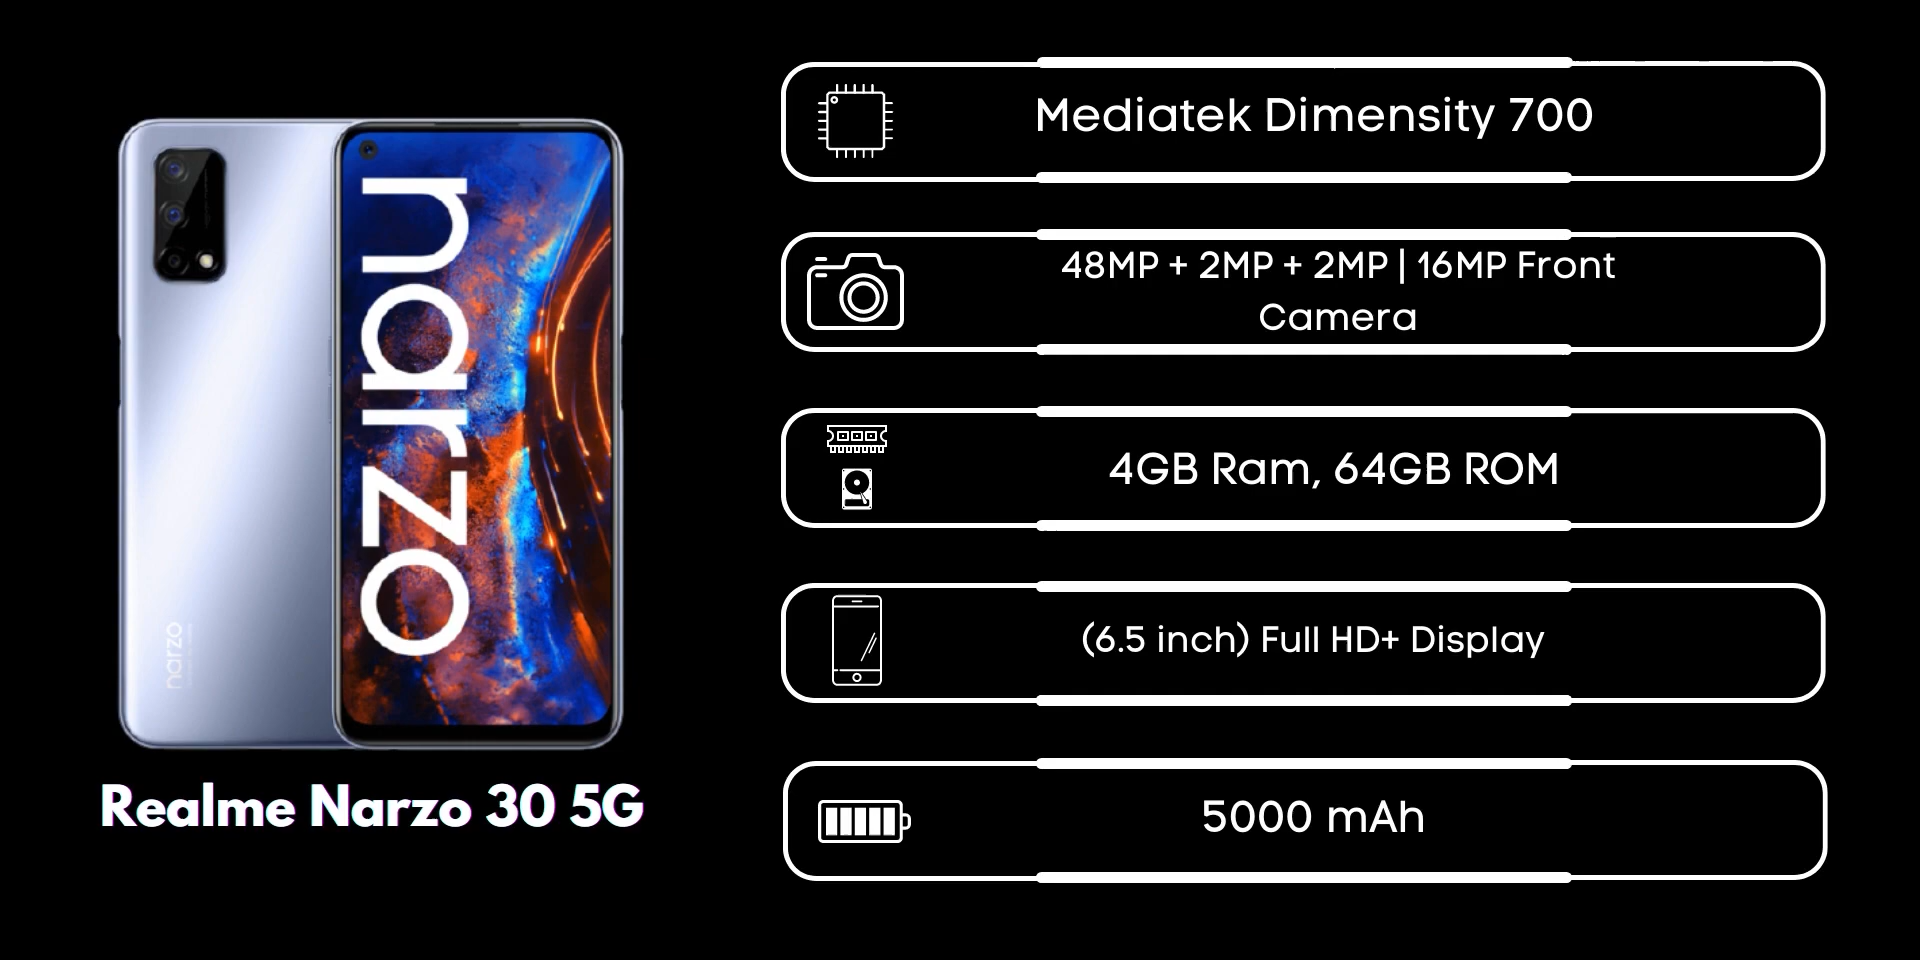 narzo
narzo
Realme Narzo 30 5G
Mediatek Dimensity 700
48MP + 2MP + 2MP | 16MP Front
Camera
4GB Ram, 64GB ROM
(6.5 inch) Full HD+ Display
5000 mAh